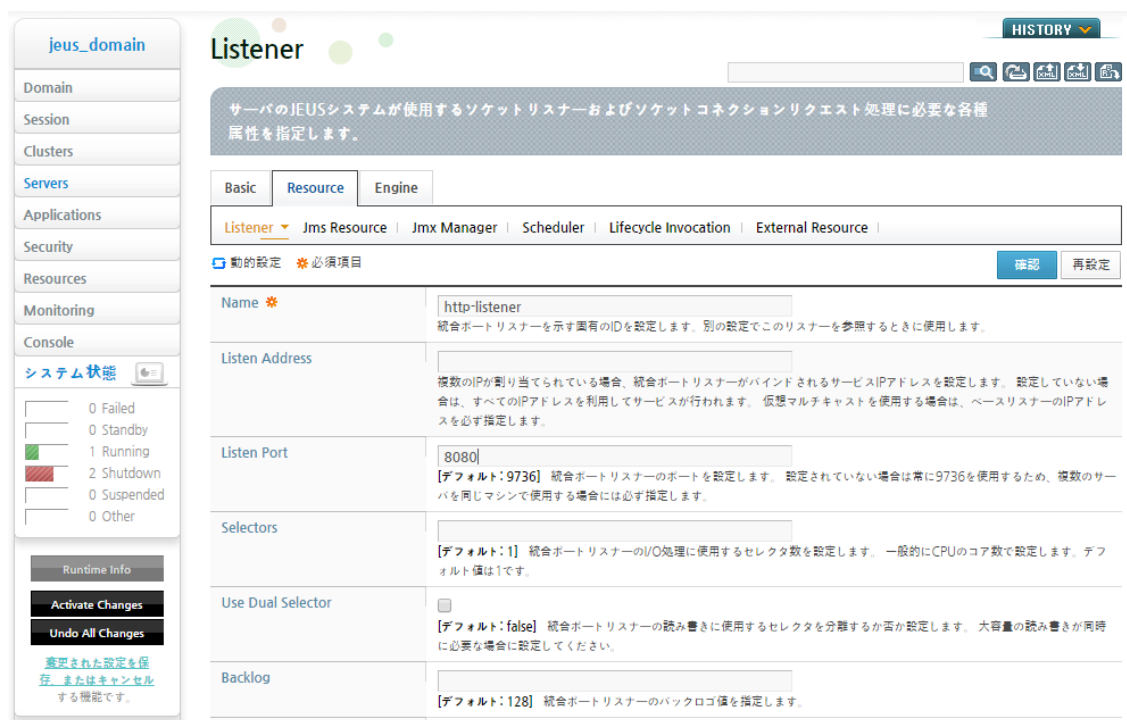 jeus_domain
Domain
Session
Clusters
Servers
Applications
Security
Resources
Monitoring
Console
システム状態
0 Failed
0 Standby
1 Running
2 Shutdown
0 Suspended
0 Other
Runtime Info
Activate Changes
Undo All Changes
変更された設定を保
存、またはキャンセル
する機能です。
Listener
HISTORY
XML
XML
サーバのJEUSシステムが使用するソケットリスナーおよびソケットコネクションリクエスト処理に必要な各種
属性を指定します。
Basic Resource Engine
Listener Jms Resource Jmx Manager Scheduler Lifecycle Invocation External Resource
動的設定 必須項目 確認 再設定
Name http-listener
統合ポートリスナーを示す固有のIDを設定します。別の設定でこのリスナーを参照するときに使用します。
Listen Address
複数のIPが割り当てられている場合、統合ポートリスナーがバインドされるサービスIPアドレスを設定します。 設定していない場
合は、すべてのIPアドレスを利用してサービスが行われます。 仮想マルチキャストを使用する場合は、ベースリスナーのIPアドレ
スを必ず指定します。
Listen Port 8080
[デフォルト: 9736] 統合ポートリスナーのポートを設定します。 設定されていない場合は常に9736を使用するため、複数のサー
バを同じマシンで使用する場合には必ず指定します。
Selectors
[デフォルト: 1] 統合ポートリスナーのI/O処理に使用するセレクタ数を設定します。 一般的にCPUのコア数で設定します。デフ
ォルト値は1です。
Use Dual Selector
[デフォルト: false] 統合ポートリスナーの読み書きに使用するセレクタを分離するか否か設定します。 大容量の読み書きが同時
に必要な場合に設定してください。
Backlog
[デフォルト: 128] 統合ポートリスナーのバックロゴ値を指定します。